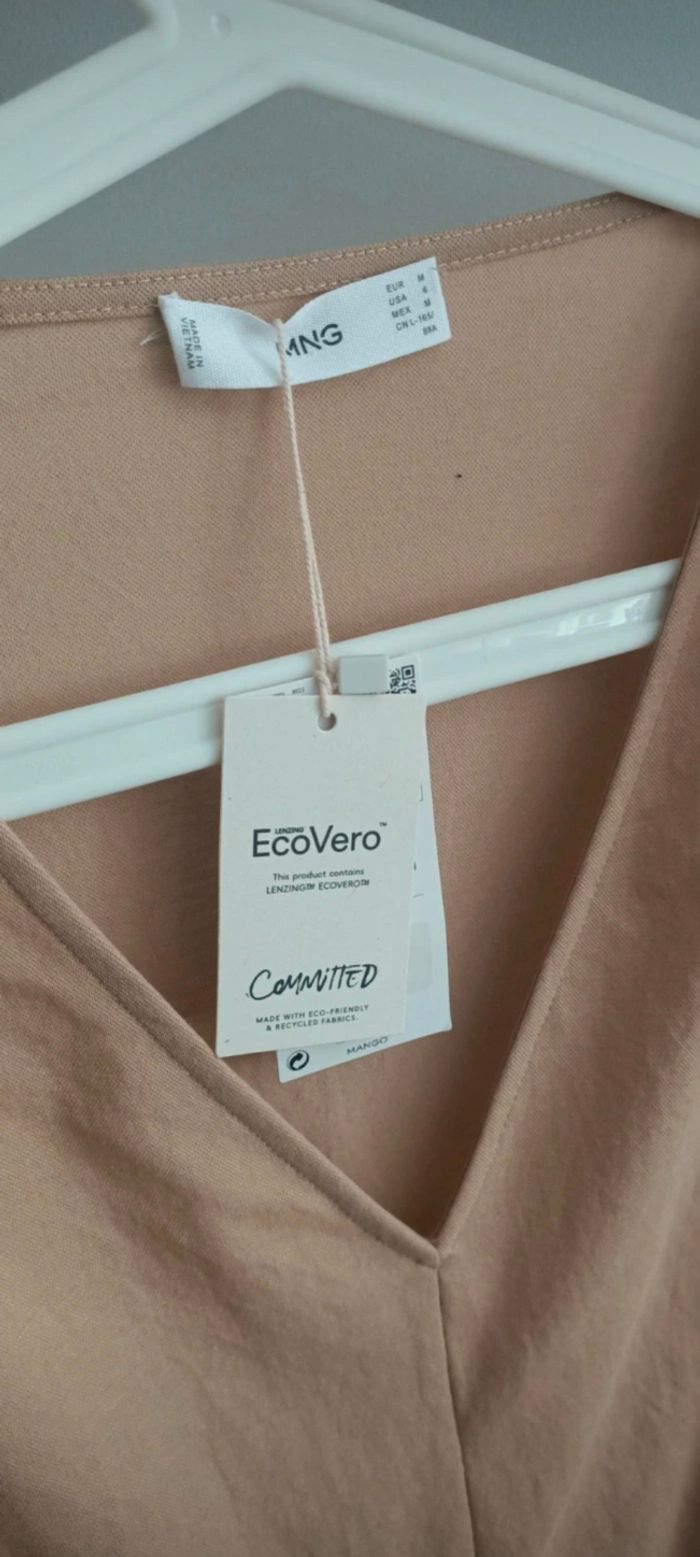 MADE IN
VIETNAM
MNG
EUR M
USA 6
MEX M
CN L-165/
88A
LENZING
EcoVero™
This product contains
LENZING™ ECOVERO™
COMMITTED
MADE WITH ECO-FRIENDLY
& RECYCLED FABRICS.
MANGO